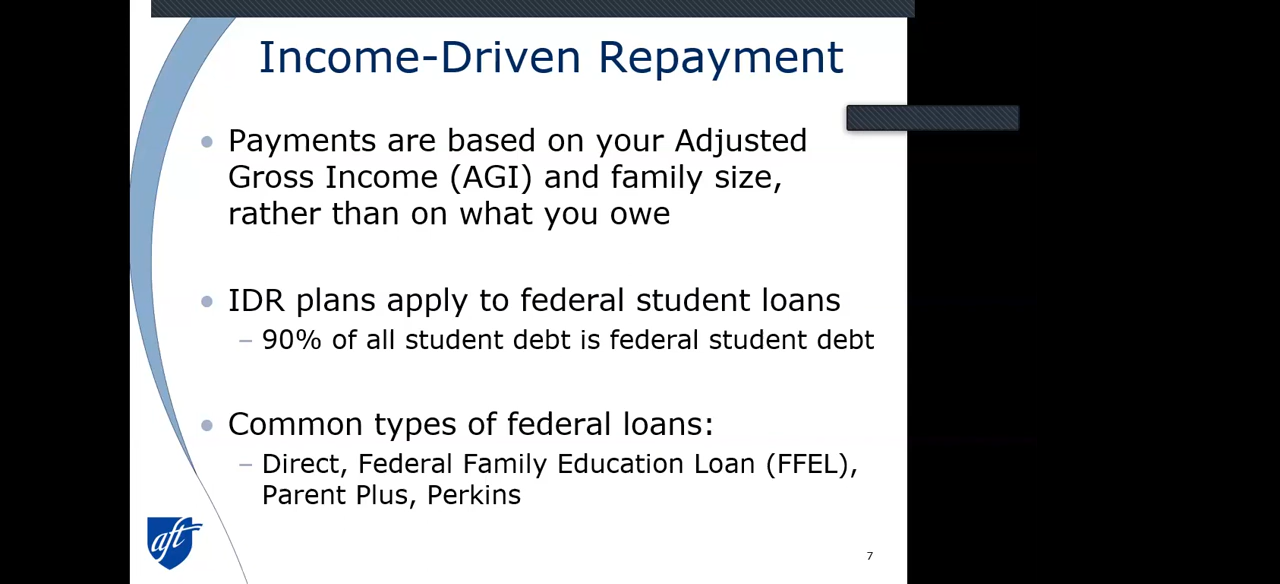 Income-Driven Repayment
Payments are based on your Adjusted
Gross Income (AGI) and family size,
rather than on what you owe
IDR plans apply to federal student loans
– 90% of all student debt is federal student debt
Common types of federal loans:
– Direct, Federal Family Education Loan (FFEL),
Parent Plus, Perkins
aft
7